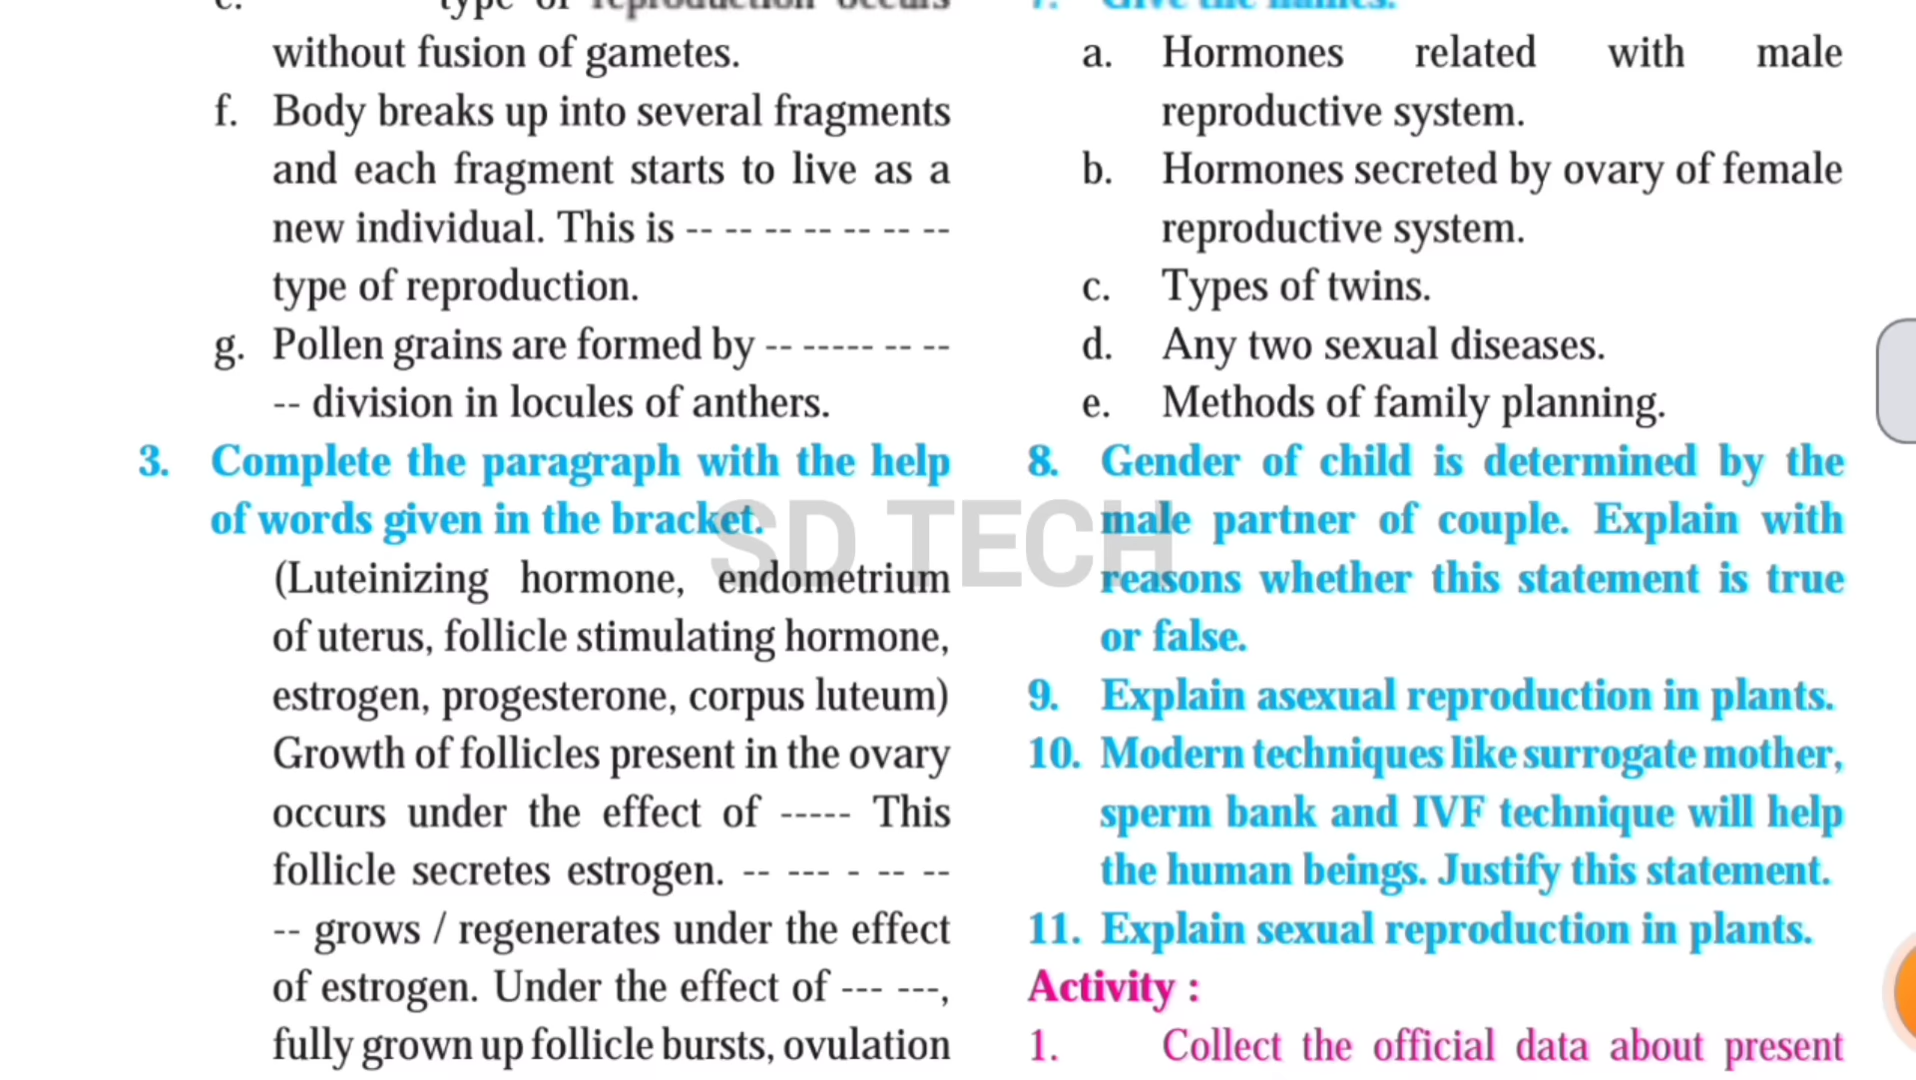 e. type of reproduction occurs
without fusion of gametes.
f. Body breaks up into several fragments
and each fragment starts to live as a
new individual. This is -- -- -- -- -- -- --
type of reproduction.
g. Pollen grains are formed by -- ----- -- --
-- division in locules of anthers.
3. Complete the paragraph with the help
of words given in the bracket.
(Luteinizing hormone, endometrium
of uterus, follicle stimulating hormone,
estrogen, progesterone, corpus luteum)
Growth of follicles present in the ovary
occurs under the effect of ----- This
follicle secretes estrogen. -- --- - -- --
-- grows / regenerates under the effect
of estrogen. Under the effect of --- ---,
fully grown up follicle bursts, ovulation
7. Give the names.
a. Hormones related with male
reproductive system.
b. Hormones secreted by ovary of female
reproductive system.
c. Types of twins.
d. Any two sexual diseases.
e. Methods of family planning.
8. Gender of child is determined by the
male partner of couple. Explain with
reasons whether this statement is true
or false.
9. Explain asexual reproduction in plants.
10. Modern techniques like surrogate mother,
sperm bank and IVF technique will help
the human beings. Justify this statement.
11. Explain sexual reproduction in plants.
Activity :
1. Collect the official data about present
SD TECH